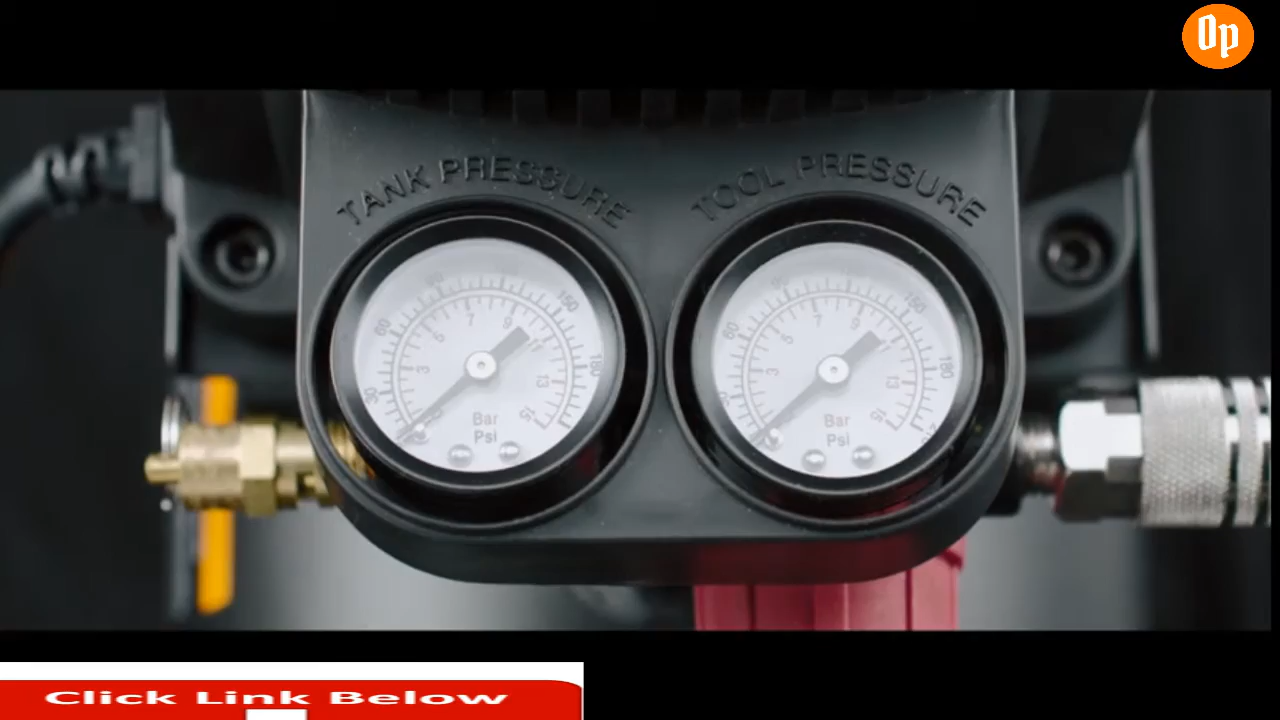 Op
TANK PRESSURE
TOOL PRESSURE
30
60
150
180
3
5
7
9
11
13
15
Bar
Psi
60
150
180
3
5
7
9
13
15
Bar
Psi
Click Link Below